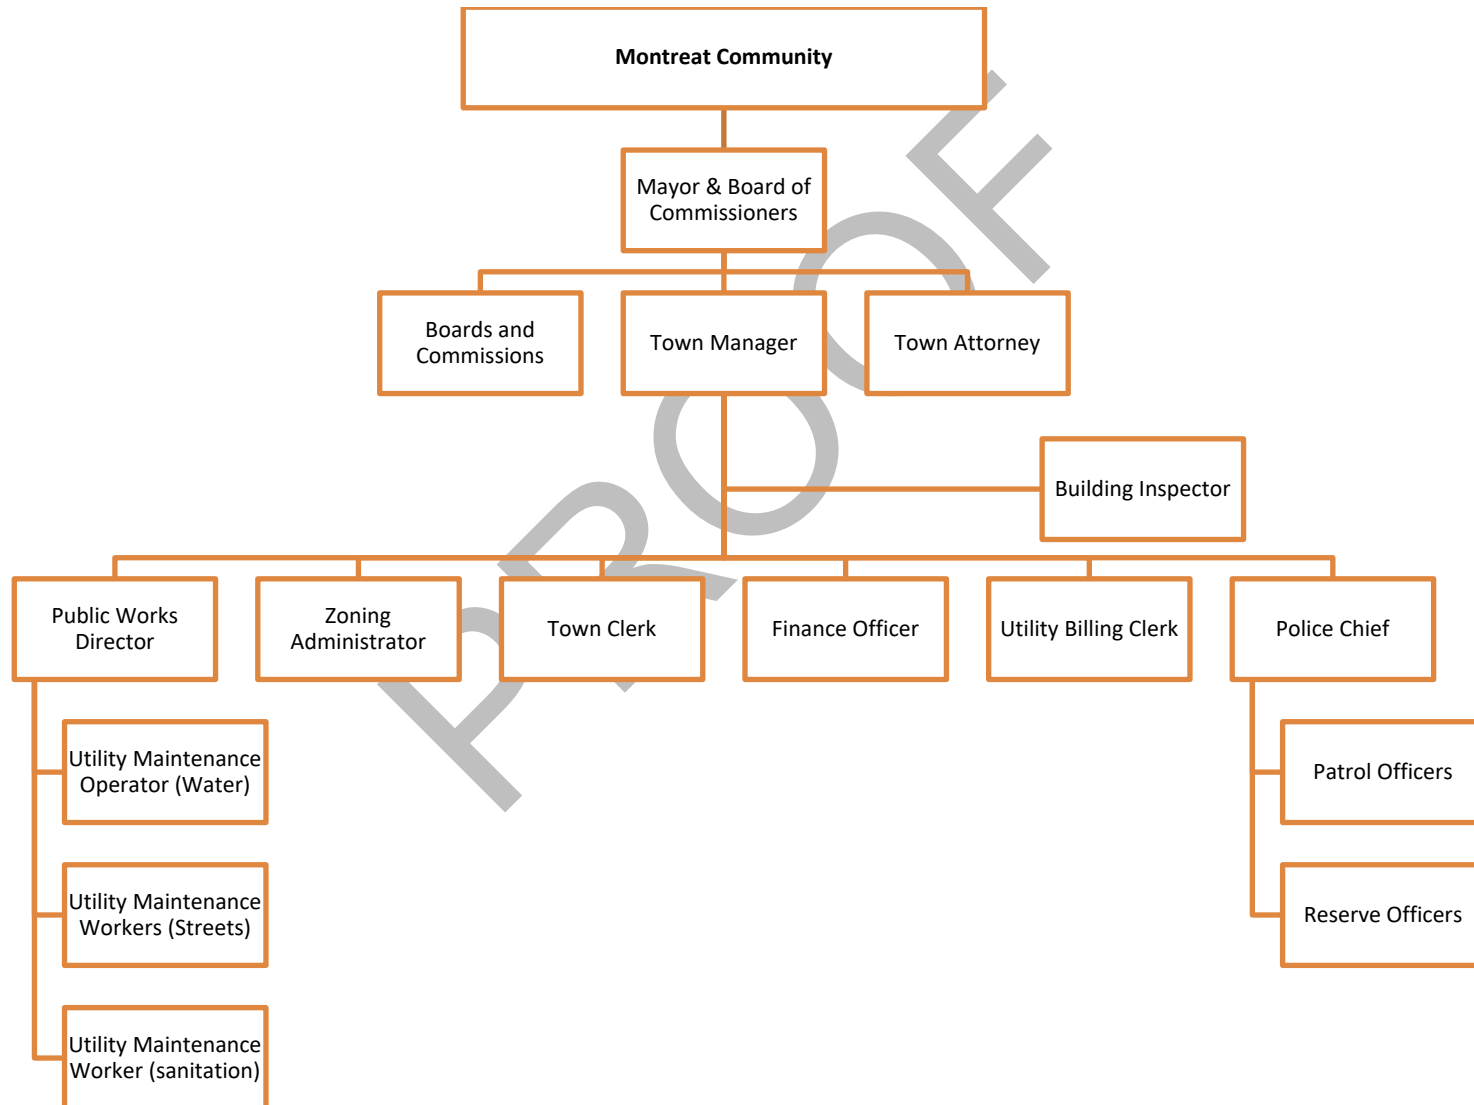 Montreat Community
Mayor & Board of
Commissioners
Boards and
Commissions
Town Manager
Town Attorney
Building Inspector
Public Works
Director
Zoning
Administrator
Town Clerk
Finance Officer
Utility Billing Clerk
Police Chief
Utility Maintenance
Operator (Water)
Patrol Officers
Utility Maintenance
Workers (Streets)
Reserve Officers
Utility Maintenance
Worker (sanitation)
PROOF